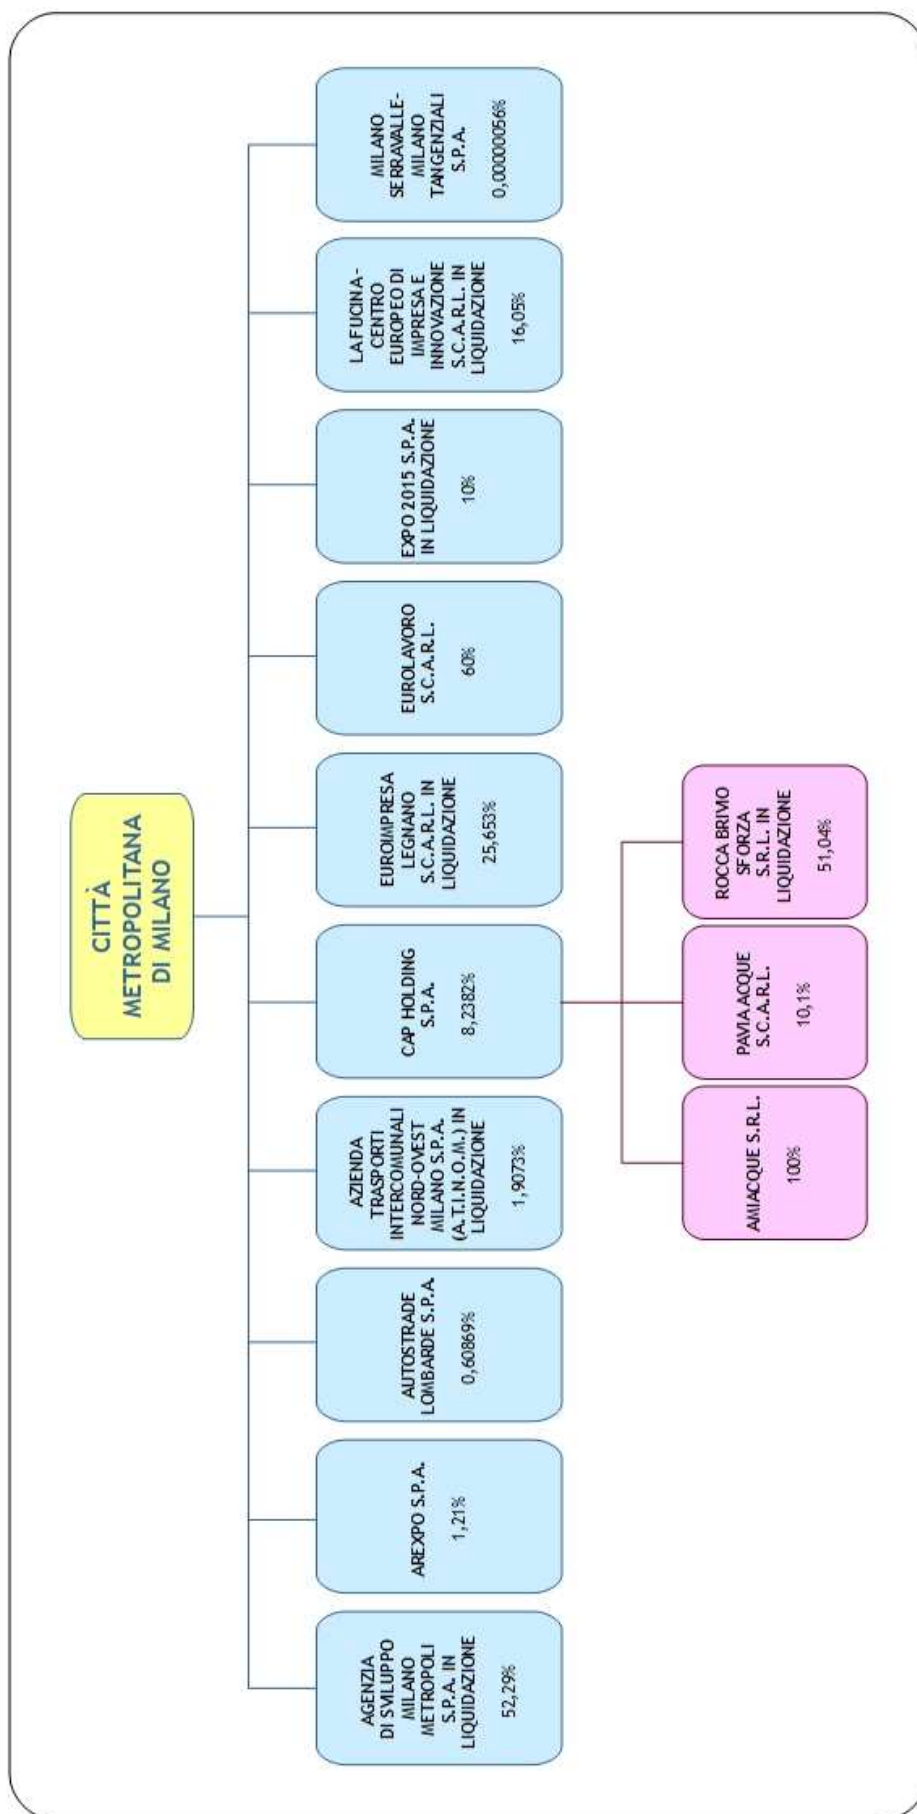 CITTÀ
METROPOLITANA
DI MILANO
AGENZIA
DI SVILUPPO
MILANO
METROPOLI
S.P.A. IN
LIQUIDAZIONE
52,29%
AREXPO S.P.A.
1,21%
AUTOSTRADE
LOMBARDE S.P.A.
0,60869%
AZIENDA
TRASPORTI
INTERCOMUNALI
NORD-OVEST
MILANO S.P.A.
(A.T.I.N.O.M.) IN
LIQUIDAZIONE
1,9073%
CAP HOLDING
S.P.A.
8,2382%
EUROIMPRESA
LEGNANO
S.C.A.R.L. IN
LIQUIDAZIONE
25,653%
EUROLAVORO
S.C.A.R.L.
60%
EXPO 2015 S.P.A.
IN LIQUIDAZIONE
10%
LA FUCINA -
CENTRO
EUROPEO DI
IMPRESA E
INNOVAZIONE
S.C.A.R.L. IN
LIQUIDAZIONE
16,05%
MILANO
SERRAVALLE-
MILANO
TANGENZIALI
S.P.A.
0,00000056%
AMIACQUE S.R.L.
100%
PAVIA ACQUE
S.C.A.R.L.
10,1%
ROCCA BRIMO
SFORZA
S.R.L. IN
LIQUIDAZIONE
51,04%